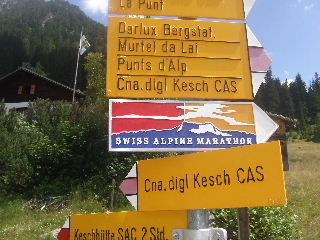 La Punt
Darlux Bergstat.
Murtel da Lai
Punts d'Alp
Cna.digl Kesch CAS
SWISS ALPINE MARATHON
Cna.digl Kesch CAS
Keschhütte SAC 2 Std.